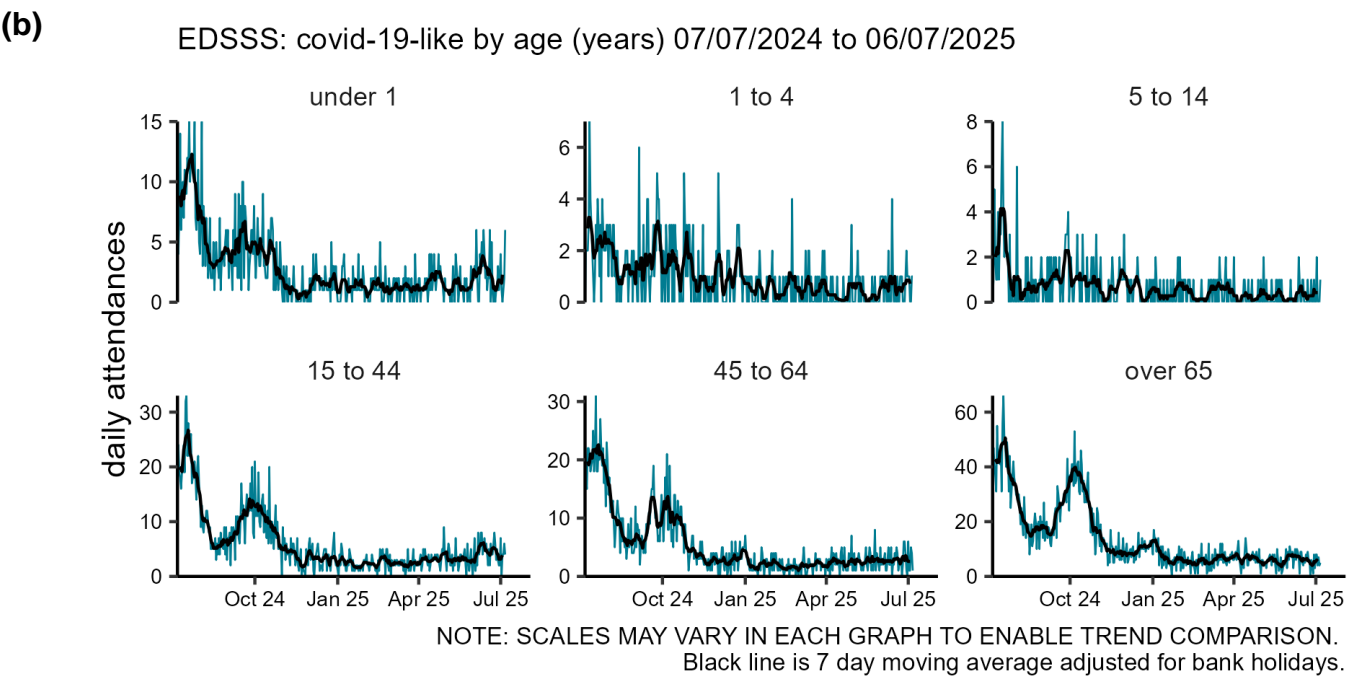 (b)
EDSSS: covid-19-like by age (years) 07/07/2024 to 06/07/2025
daily attendances
under 1
15
10
5
0
1 to 4
6
4
2
0
5 to 14
8
6
4
2
0
15 to 44
30
20
10
0
Oct 24 Jan 25 Apr 25 Jul 25
45 to 64
30
20
10
0
Oct 24 Jan 25 Apr 25 Jul 25
over 65
60
40
20
0
Oct 24 Jan 25 Apr 25 Jul 25
NOTE: SCALES MAY VARY IN EACH GRAPH TO ENABLE TREND COMPARISON.
Black line is 7 day moving average adjusted for bank holidays.